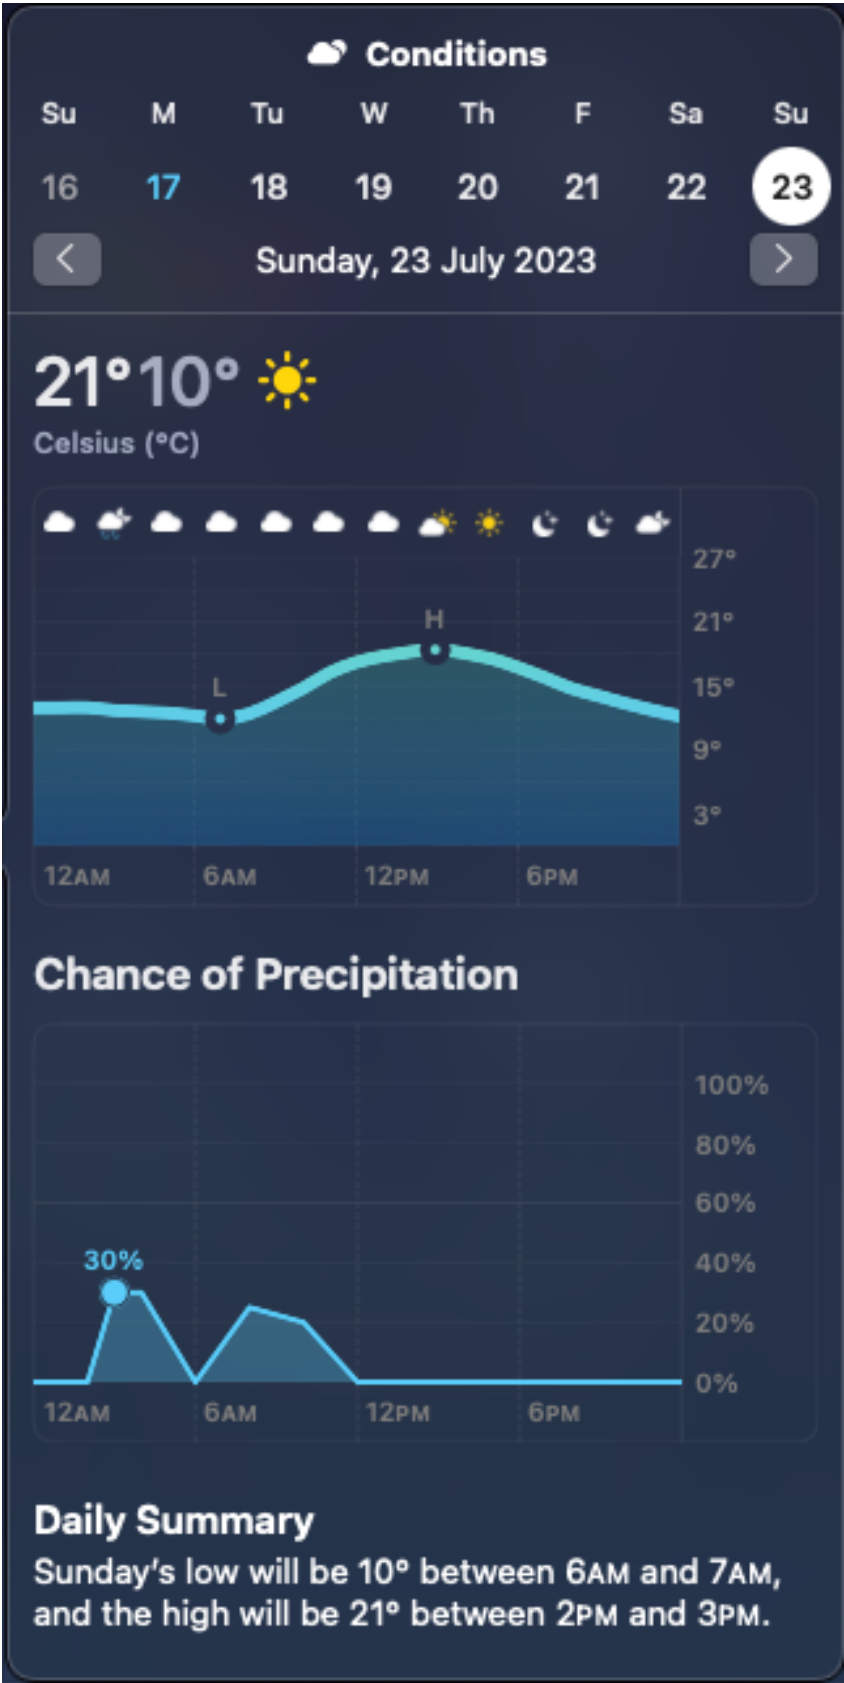 Conditions
Su M Tu W Th F Sa Su
16 17 18 19 20 21 22 23
Sunday, 23 July 2023
21° 10°
Celsius (°C)
27°
H
21°
L
15°
9°
3°
12AM 6AM 12PM 6PM
Chance of Precipitation
100%
80%
60%
30%
40%
20%
0%
12AM 6AM 12PM 6PM
Daily Summary
Sunday's low will be 10° between 6AM and 7AM,
and the high will be 21° between 2PM and 3PM.